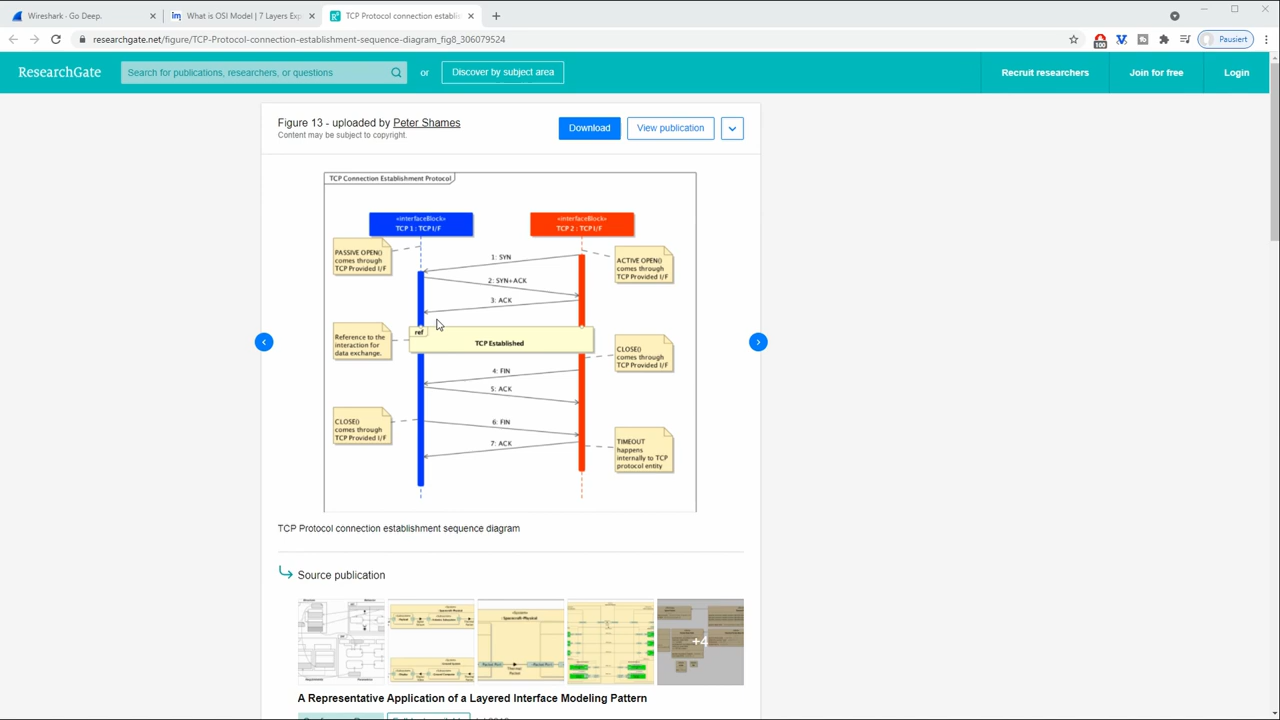 Wireshark · Go Deep.
What is OSI Model | 7 Layers Exp
TCP Protocol connection establis
researchgate.net/figure/TCP-Protocol-connection-establishment-sequence-diagram_fig8_306079524
100
Pausiert
ResearchGate
Search for publications, researchers, or questions
or
Discover by subject area
Recruit researchers
Join for free
Login
Figure 13 - uploaded by Peter Shames
Content may be subject to copyright.
Download
View publication
TCP Connection Establishment Protocol
«interfaceBlock»
TCP 1 : TCP I/F
«interfaceBlock»
TCP 2 : TCP I/F
PASSIVE OPEN()
comes through
TCP Provided I/F
1: SYN
ACTIVE OPEN()
comes through
TCP Provided I/F
2: SYN+ACK
3: ACK
ref
TCP Established
Reference to the
interaction for
data exchange.
CLOSE()
comes through
TCP Provided I/F
4: FIN
5: ACK
CLOSE()
comes through
TCP Provided I/F
6: FIN
7: ACK
TIMEOUT
happens
internally to TCP
protocol entity
TCP Protocol connection establishment sequence diagram
Source publication
+4
A Representative Application of a Layered Interface Modeling Pattern